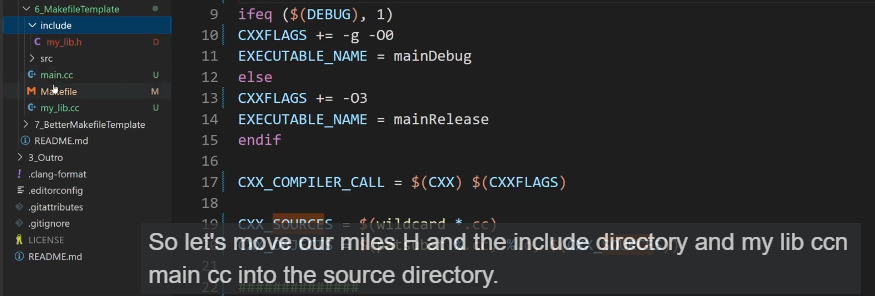 6_MakefileTemplate
include
my_lib.h D
src
main.cc U
Makefile M
my_lib.cc U
7_BetterMakefileTemplate
README.md
3_Outro
.clang-format
.editorconfig
.gitattributes
.gitignore
LICENSE
README.md
9 ifeq ($(DEBUG), 1)
10 CXXFLAGS += -g -O0
11 EXECUTABLE_NAME = mainDebug
12 else
13 CXXFLAGS += -O3
14 EXECUTABLE_NAME = mainRelease
15 endif
16
17 CXX_COMPILER_CALL = $(CXX) $(CXXFLAGS)
18
19 CXX_SOURCES = $(wildcard *.cc)
21
22 ##############
So let's move our miles H and the include directory and my lib ccn
main cc into the source directory.